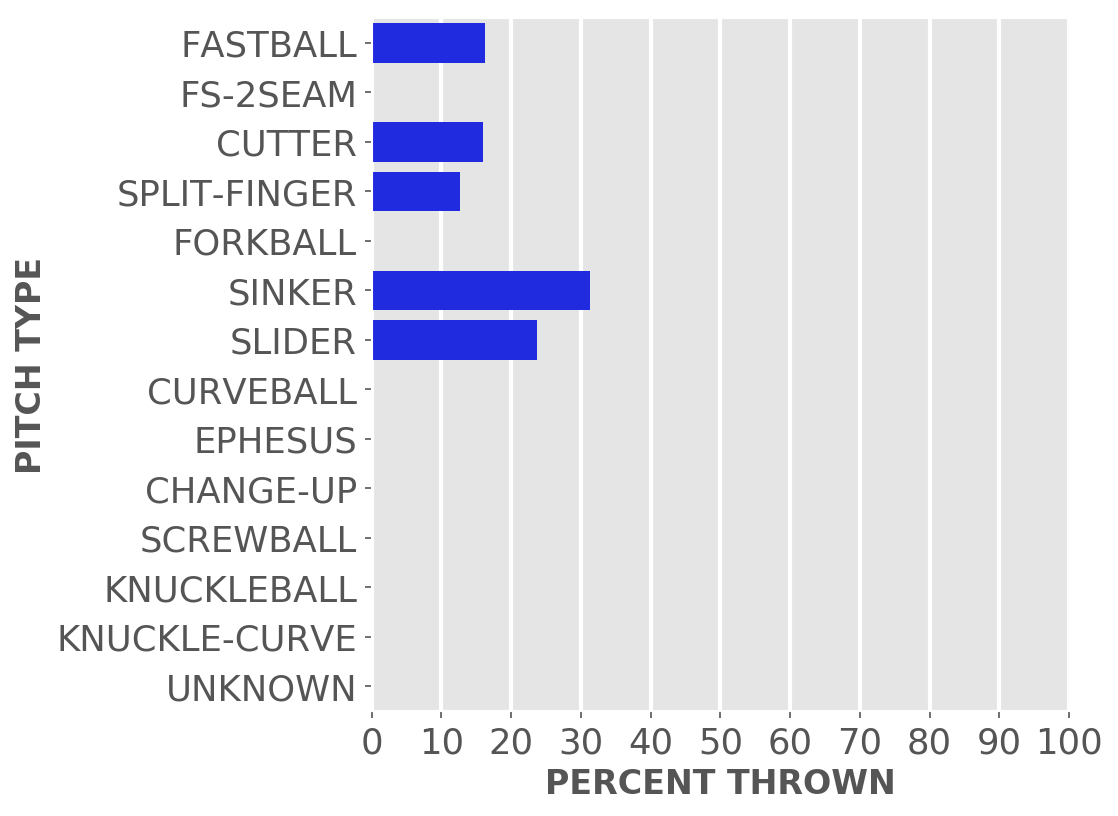 FASTBALL
FS-2SEAM
CUTTER
SPLIT-FINGER
FORKBALL
SINKER
SLIDER
CURVEBALL
EPHESUS
CHANGE-UP
SCREWBALL
KNUCKLEBALL
KNUCKLE-CURVE
UNKNOWN
PITCH TYPE
0 10 20 30 40 50 60 70 80 90 100
PERCENT THROWN